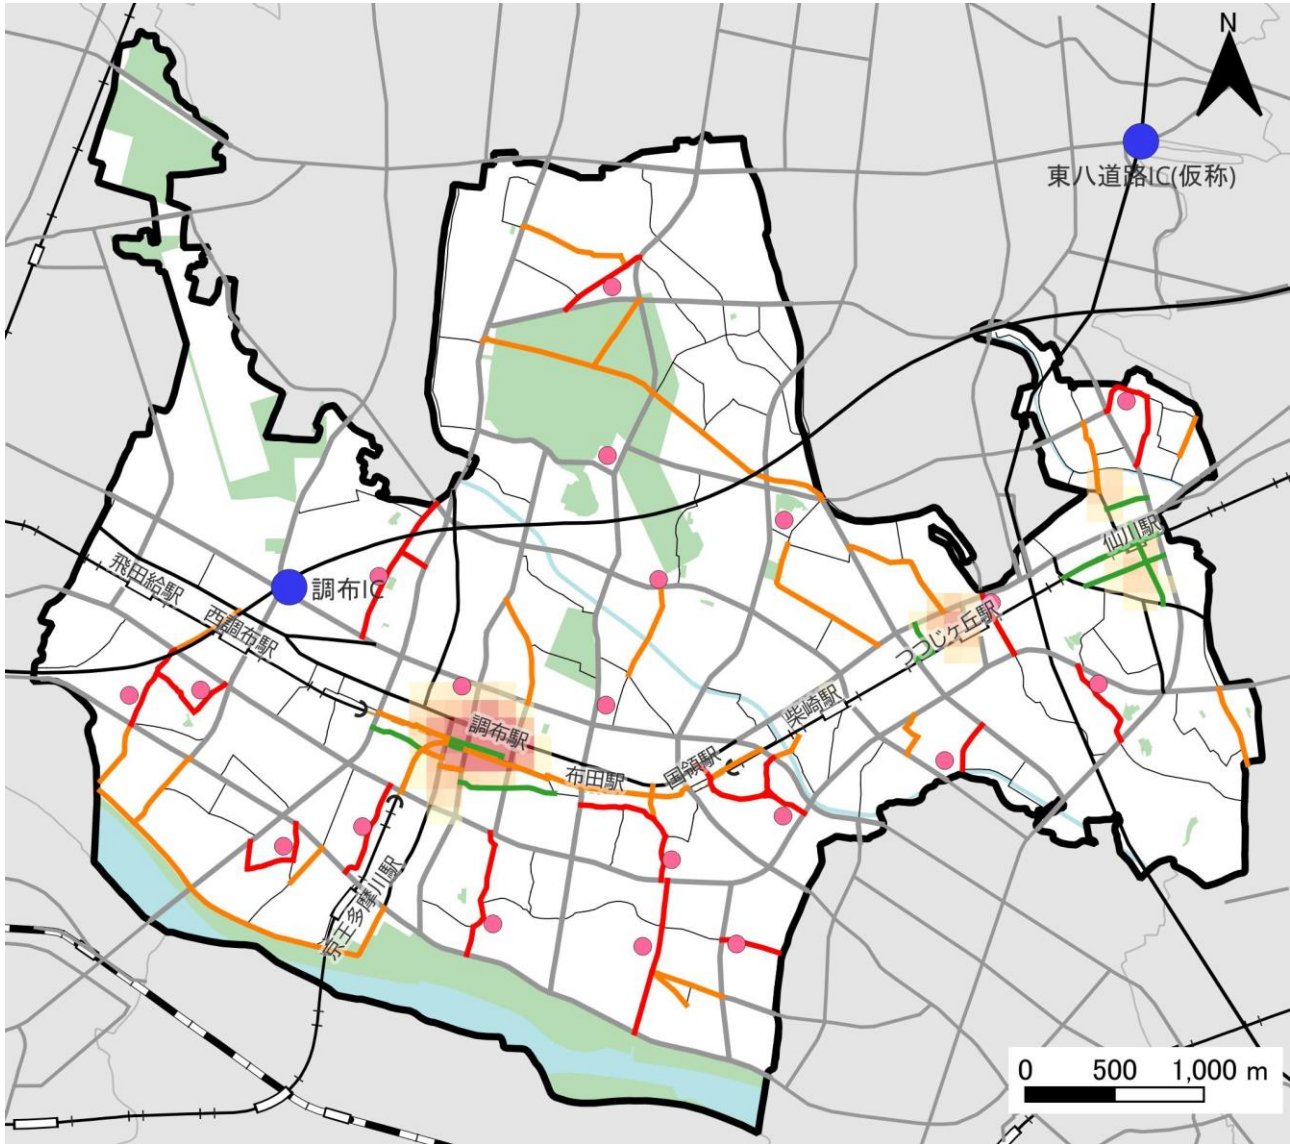 N
東八道路IC(仮称)
仙川駅
飛田給駅
西調布駅
調布IC
つつじヶ丘駅
柴崎駅
調布駅
布田駅
国領駅
京王多摩川駅
0 500 1,000 m